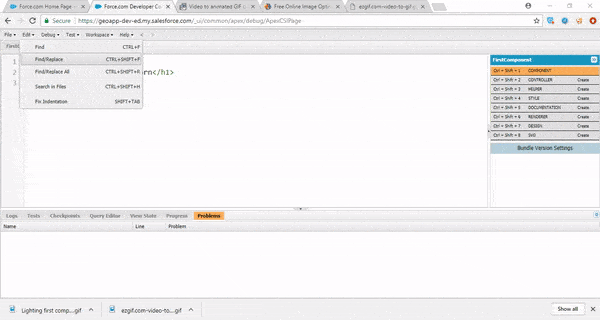 Force.com Home Page -
Force.com Developer Co
Video to animated GIF c
Free Online Image Optim
ezgif.com-video-to-gif.g
Secure https://geoapp-dev-ed.my.salesforce.com/_ui/common/apex/debug/ApexCSIPage
File Edit Debug Test Workspace Help < >
Find CTRL+F
Find/Replace CTRL+SHIFT+F
Find/Replace All CTRL+SHIFT+R
Search in Files CTRL+SHIFT+H
Fix Indentation SHIFT+TAB
1
2 rn</h1>
3
FirstComponent
Ctrl + Shift + 1 COMPONENT
Ctrl + Shift + 2 CONTROLLER Create
Ctrl + Shift + 3 HELPER Create
Ctrl + Shift + 4 STYLE Create
Ctrl + Shift + 5 DOCUMENTATION Create
Ctrl + Shift + 6 RENDERER Create
Ctrl + Shift + 7 DESIGN Create
Ctrl + Shift + 8 SVG Create
Bundle Version Settings
Logs Tests Checkpoints Query Editor View State Progress Problems
Name Line Problem
Lighting first comp....gif
ezgif.com-video-to....gif
Show all